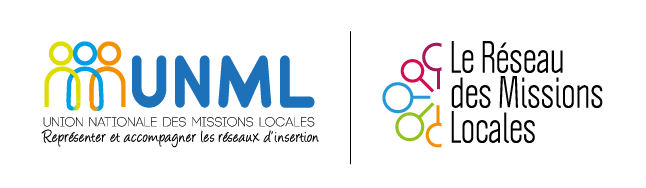 UNML
UNION NATIONALE DES MISSIONS LOCALES
Représenter et accompagner les réseaux d'insertion
Le Réseau
des Missions
Locales